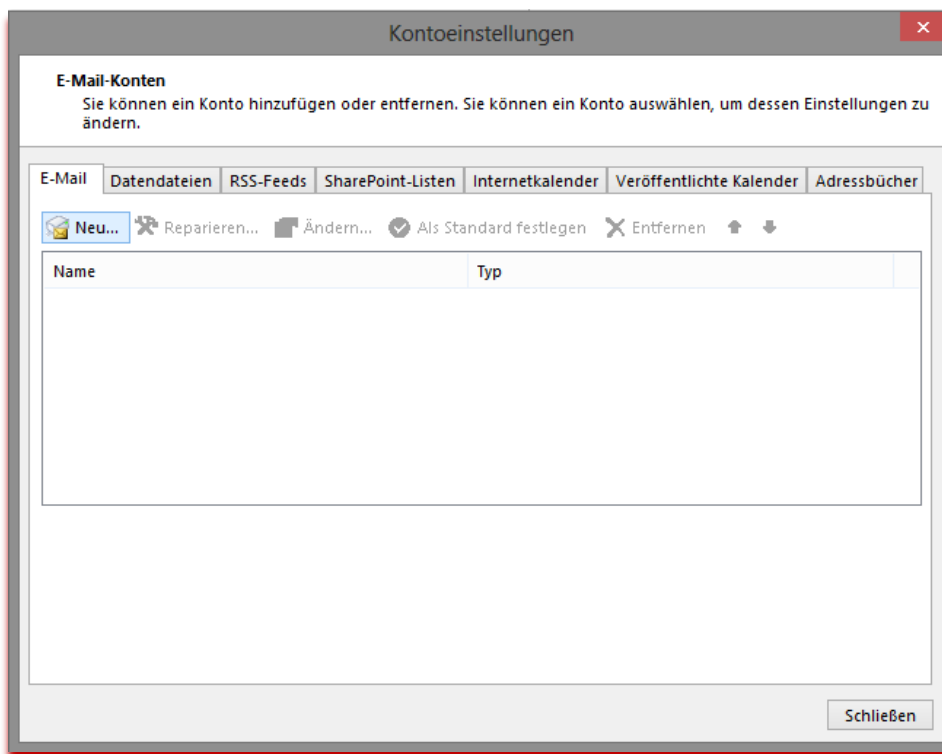 Kontoeinstellungen
E-Mail-Konten
Sie können ein Konto hinzufügen oder entfernen. Sie können ein Konto auswählen, um dessen Einstellungen zu
ändern.
E-Mail Datendateien RSS-Feeds SharePoint-Listen Internetkalender Veröffentlichte Kalender Adressbücher
Neu... Reparieren... Ändern... Als Standard festlegen Entfernen
Name Typ
Schließen